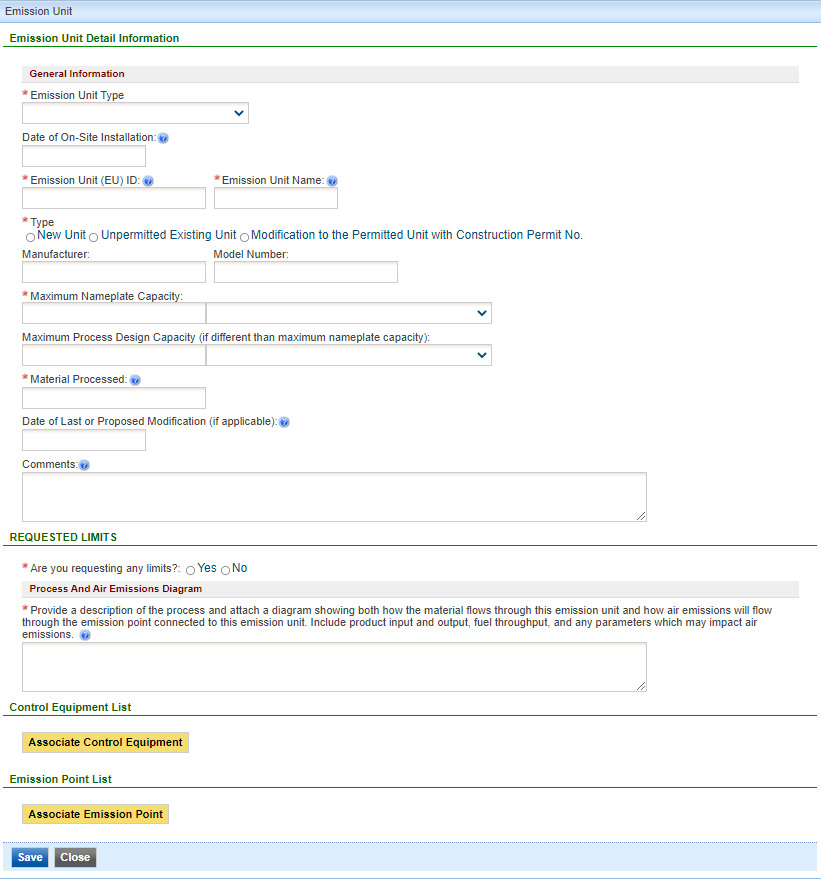 Emission Unit
Emission Unit Detail Information
General Information
* Emission Unit Type
Date of On-Site Installation:
* Emission Unit (EU) ID: * Emission Unit Name:
* Type
New Unit Unpermitted Existing Unit Modification to the Permitted Unit with Construction Permit No.
Manufacturer: Model Number:
* Maximum Nameplate Capacity:
Maximum Process Design Capacity (if different than maximum nameplate capacity):
* Material Processed:
Date of Last or Proposed Modification (if applicable):
Comments:
REQUESTED LIMITS
* Are you requesting any limits?: Yes No
Process And Air Emissions Diagram
* Provide a description of the process and attach a diagram showing both how the material flows through this emission unit and how air emissions will flow
through the emission point connected to this emission unit. Include product input and output, fuel throughput, and any parameters which may impact air
emissions.
Control Equipment List
Associate Control Equipment
Emission Point List
Associate Emission Point
Save Close